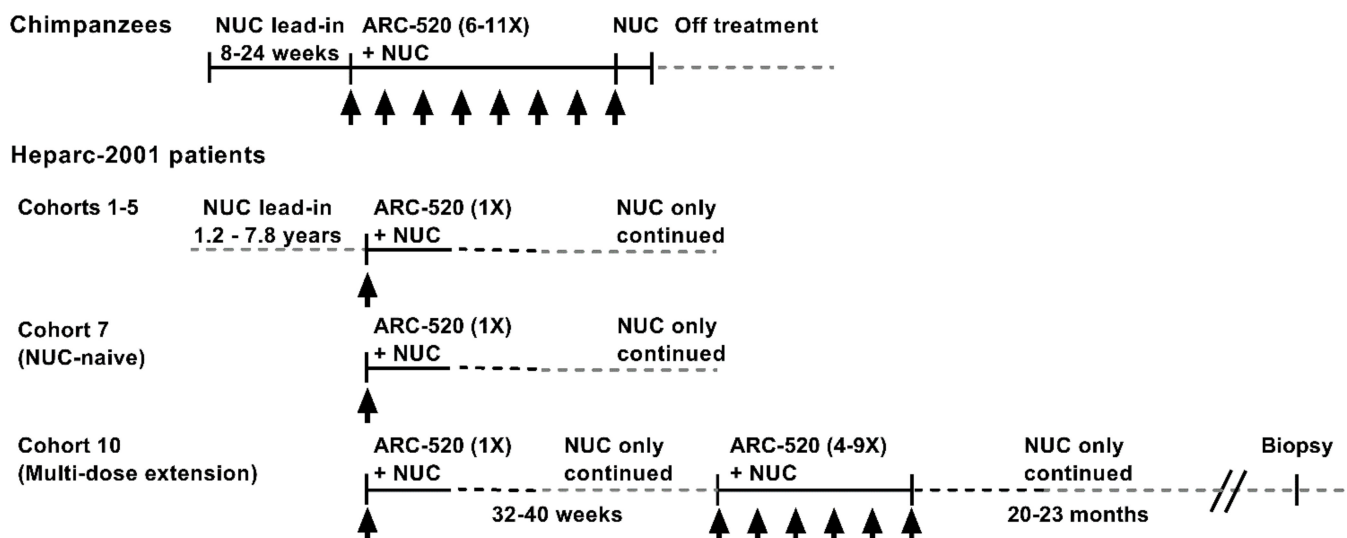 Chimpanzees
NUC lead-in
8-24 weeks
ARC-520 (6-11X)
+ NUC
NUC
Off treatment
Heparc-2001 patients
Cohorts 1-5
NUC lead-in
1.2 - 7.8 years
ARC-520 (1X)
+ NUC
NUC only
continued
Cohort 7
(NUC-naive)
ARC-520 (1X)
+ NUC
NUC only
continued
Cohort 10
(Multi-dose extension)
ARC-520 (1X)
+ NUC
NUC only
continued
32-40 weeks
ARC-520 (4-9X)
+ NUC
NUC only
continued
20-23 months
Biopsy